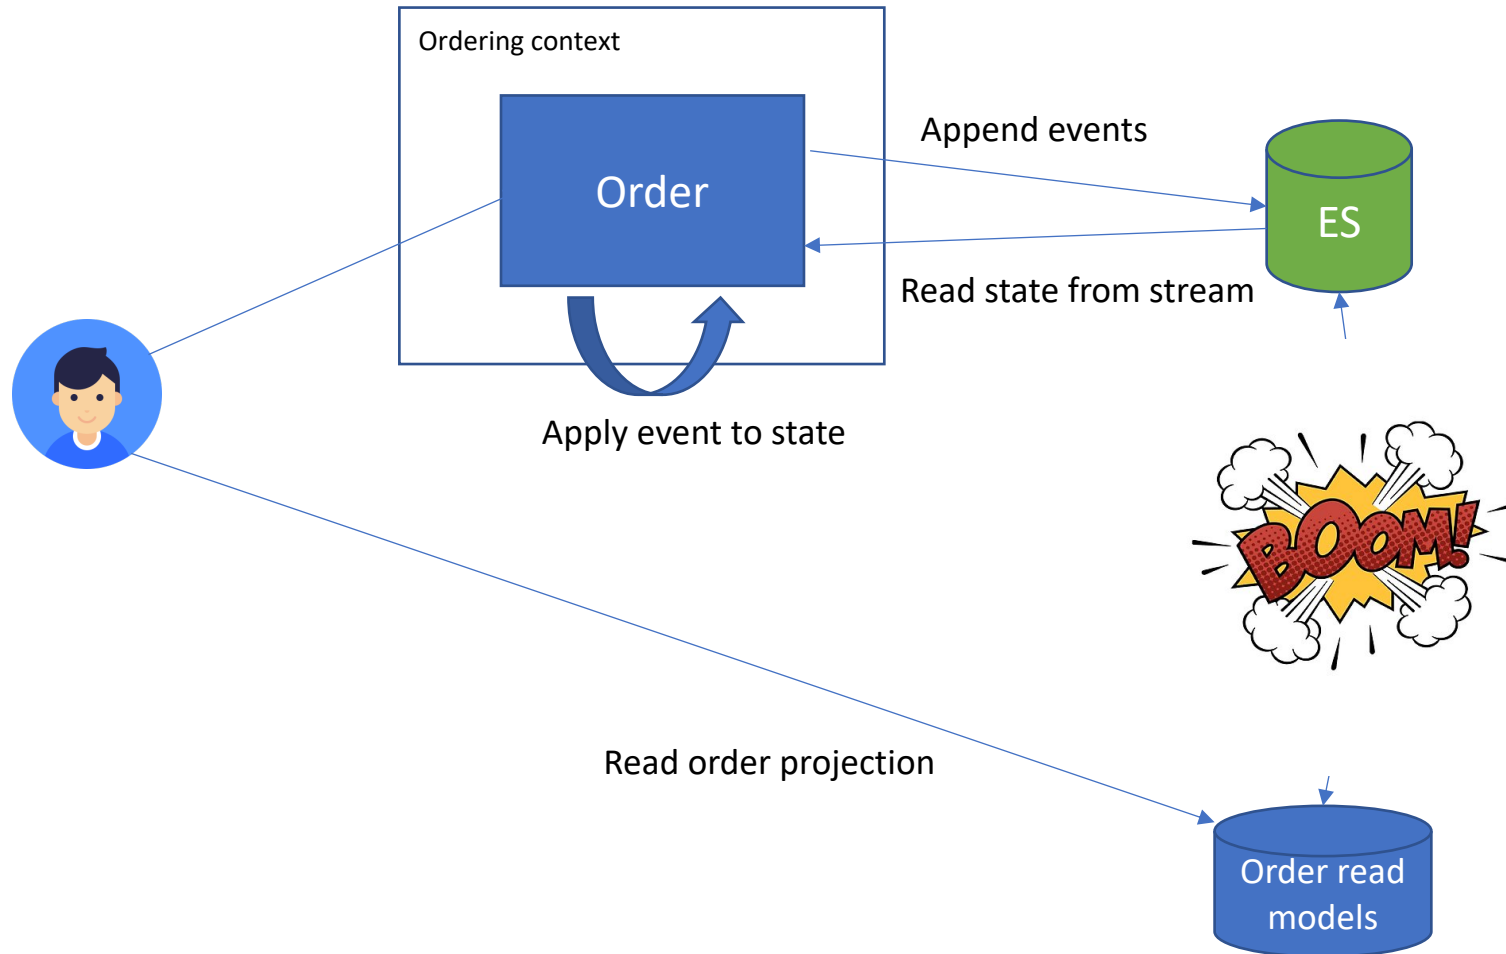 Ordering context
Order
Append events
ES
Read state from stream
Apply event to state
BOOM!
Read order projection
Order read
models